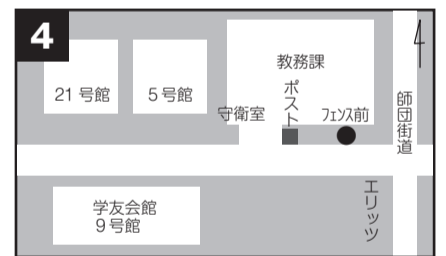 4
教務課
21 号館
5 号館
守衛室
ポスト
フェンス前
師団街道
学友会館
9 号館
エリッツ